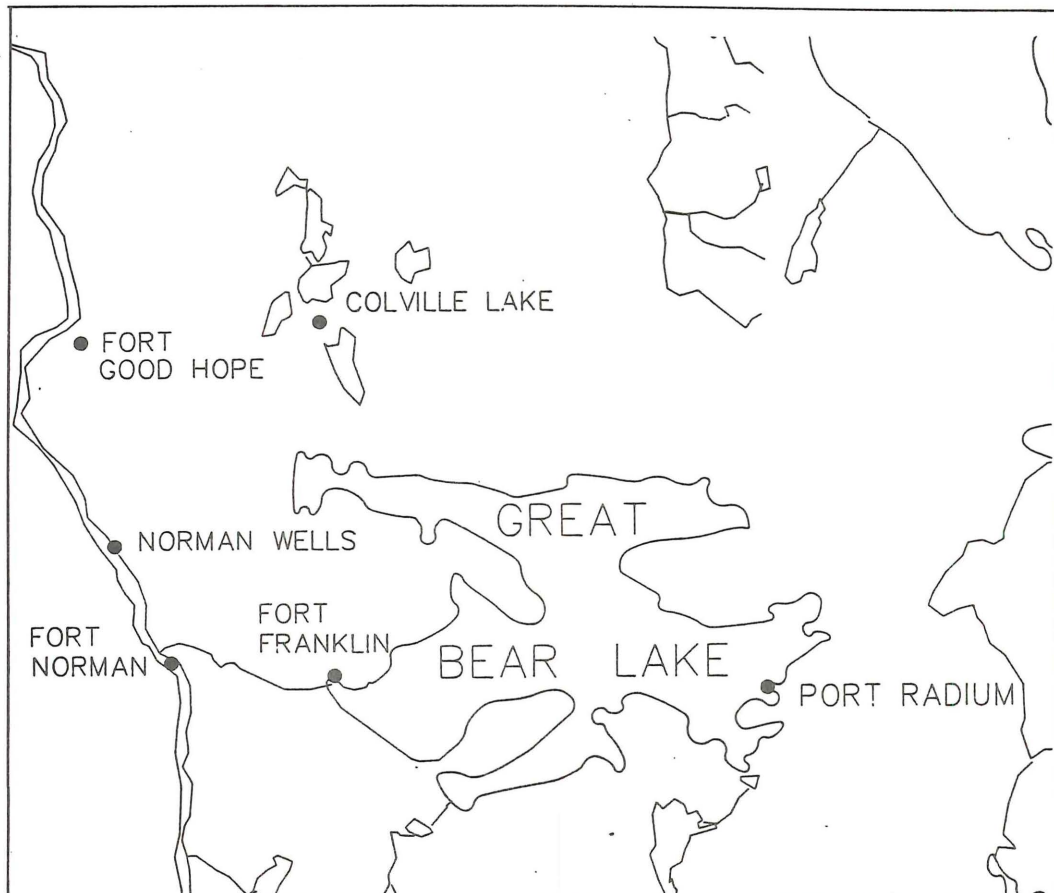 COLVILLE LAKE
FORT
GOOD HOPE
GREAT
NORMAN WELLS
FORT
FRANKLIN
FORT
NORMAN
BEAR LAKE
PORT RADIUM